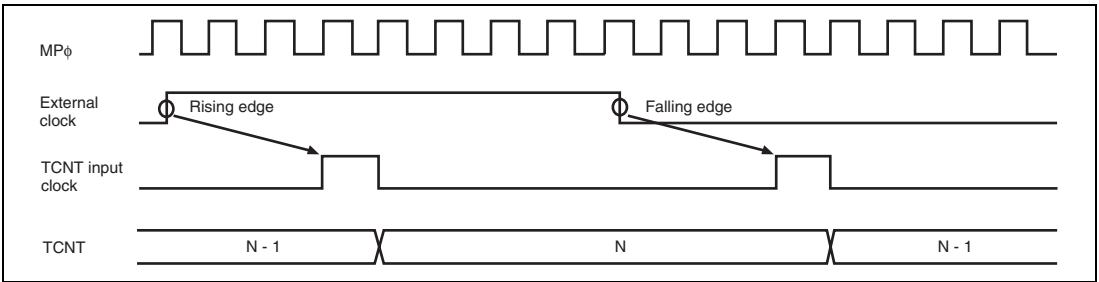 MPϕ
External
clock
Rising edge
Falling edge
TCNT input
clock
TCNT
N - 1
N
N - 1